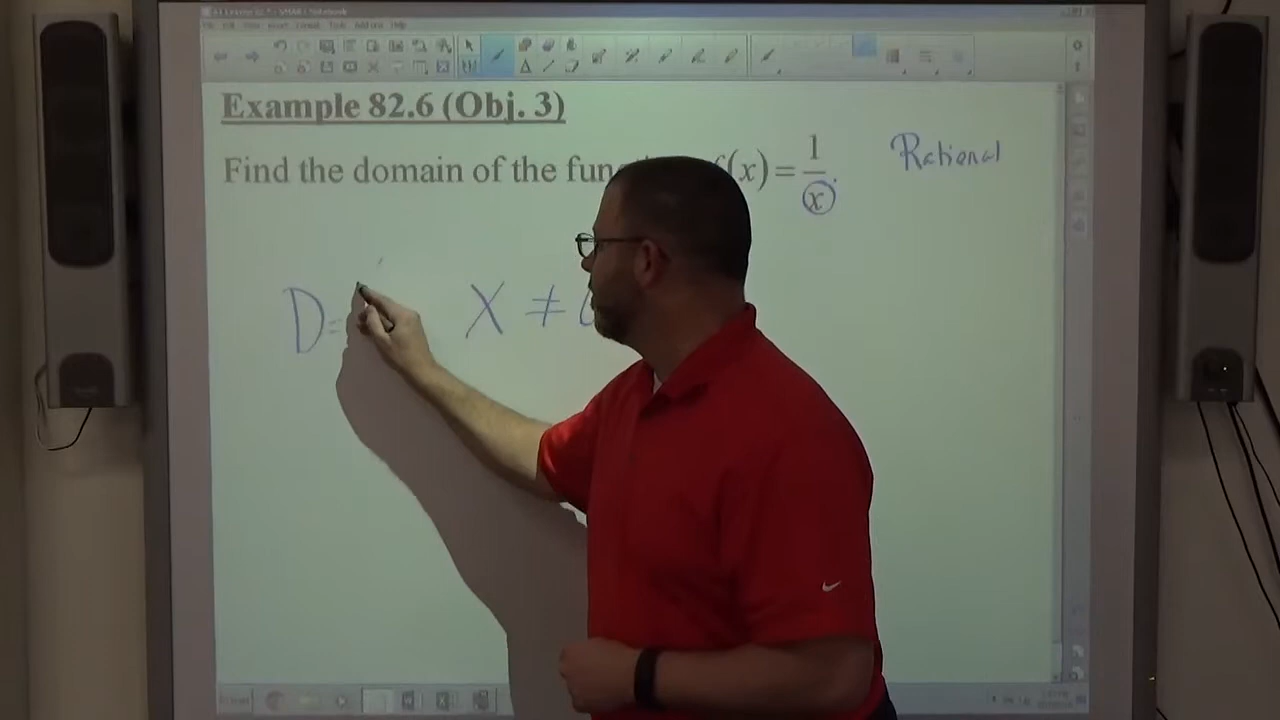 Example 82.6 (Obj. 3)
Find the domain of the fun f(x) = 1/x. Rational
D= X ≠